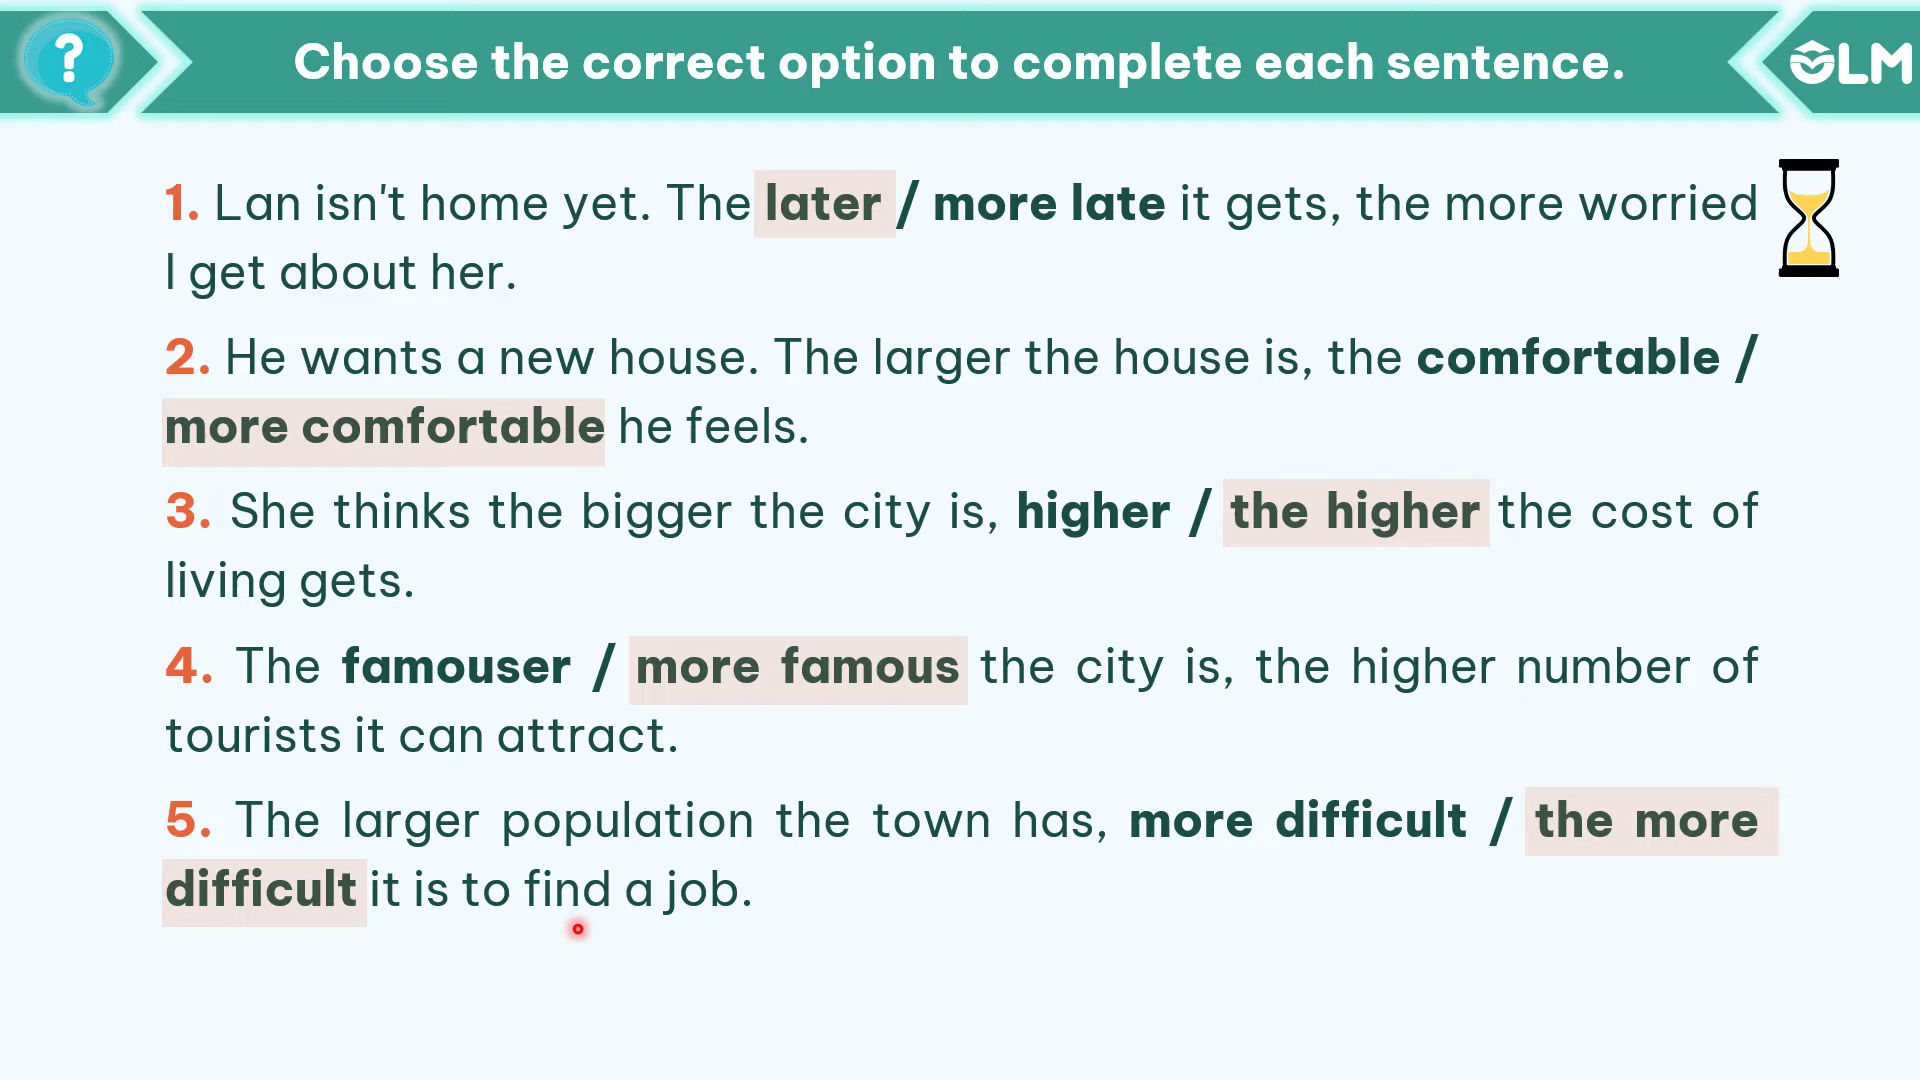 ?
Choose the correct option to complete each sentence.
OLM
1. Lan isn't home yet. The later / more late it gets, the more worried
I get about her.
2. He wants a new house. The larger the house is, the comfortable /
more comfortable he feels.
3. She thinks the bigger the city is, higher / the higher the cost of
living gets.
4. The famouser / more famous the city is, the higher number of
tourists it can attract.
5. The larger population the town has, more difficult / the more
difficult it is to find a job.